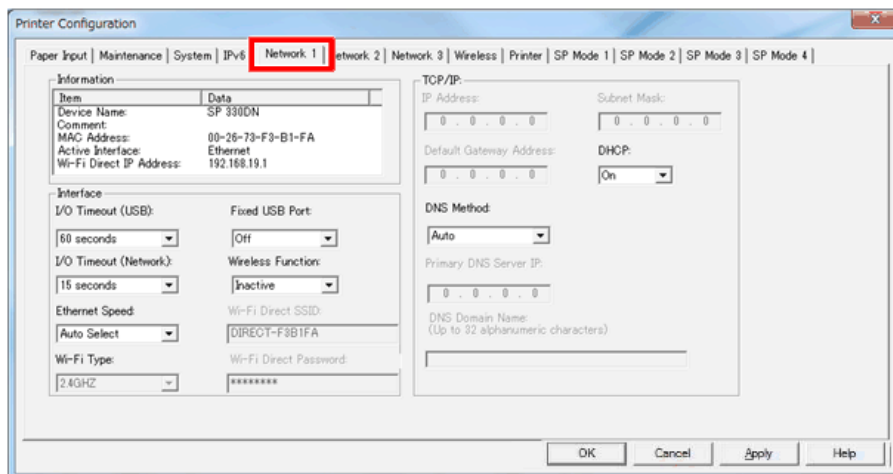 Printer Configuration
Paper Input | Maintenance | System | IPv6 | Network 1 | etwork 2 | Network 3 | Wireless | Printer | SP Mode 1 | SP Mode 2 | SP Mode 3 | SP Mode 4 |
Information
Item Data
Device Name: SP 330DN
Comment:
MAC Address: 00-26-73-F3-B1-FA
Active Interface: Ethernet
Wi-Fi Direct IP Address: 192.168.19.1
Interface
I/O Timeout (USB): Fixed USB Port:
60 seconds Off
I/O Timeout (Network): Wireless Function:
15 seconds Inactive
Ethernet Speed: Wi-Fi Direct SSID:
Auto Select DIRECT-F3B1FA
Wi-Fi Type: Wi-Fi Direct Password:
2.4GHZ ********
TCP/IP:
IP Address: Subnet Mask:
0 . 0 . 0 . 0 0 . 0 . 0 . 0
Default Gateway Address: DHCP:
0 . 0 . 0 . 0 On
DNS Method:
Auto
Primary DNS Server IP:
0 . 0 . 0 . 0
DNS Domain Name:
(Up to 32 alphanumeric characters)
OK Cancel Apply Help